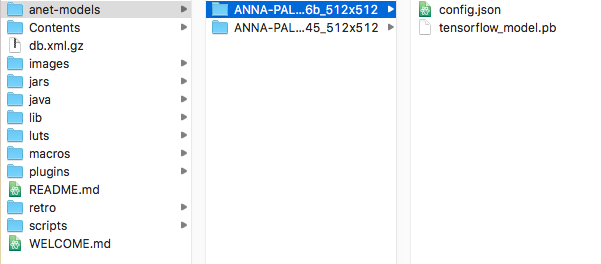 anet-models
Contents
db.xml.gz
images
jars
java
lib
luts
macros
plugins
README.md
retro
scripts
WELCOME.md
ANNA-PAL...6b_512x512
ANNA-PAL...45_512x512
config.json
tensorflow_model.pb